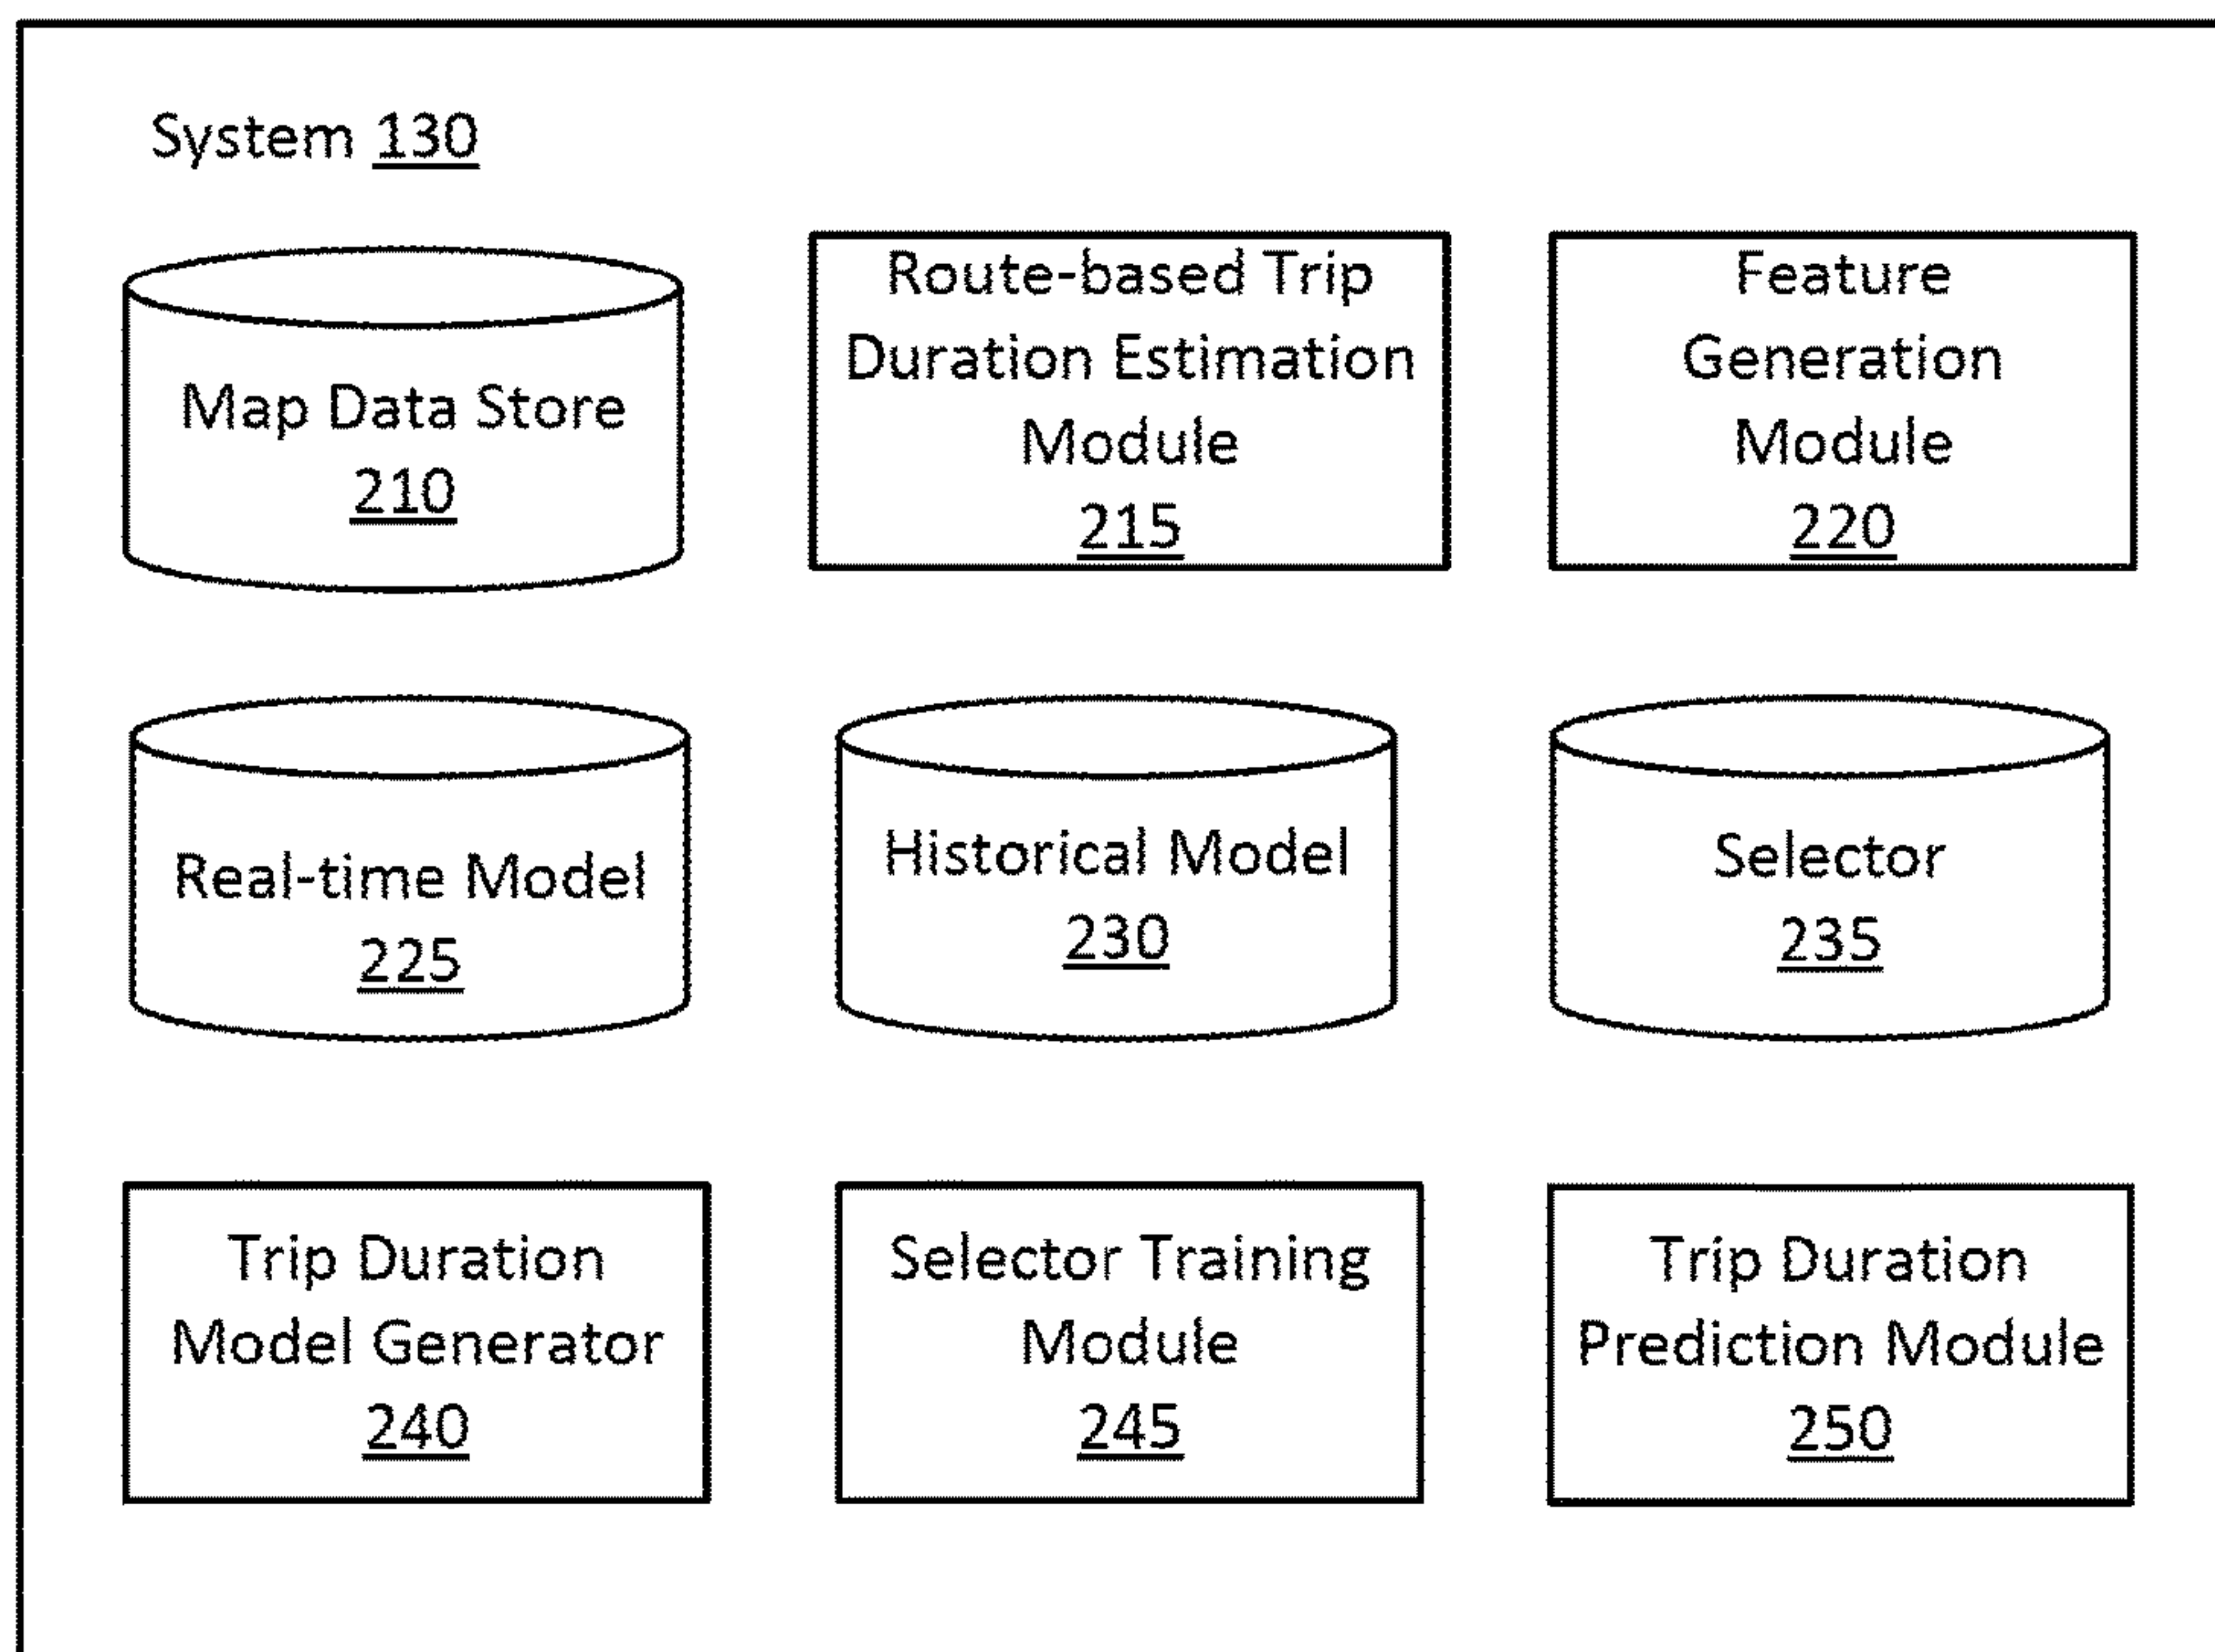 System 130
Map Data Store
210
Route-based Trip
Duration Estimation
Module
215
Feature
Generation
Module
220
Real-time Model
225
Historical Model
230
Selector
235
Trip Duration
Model Generator
240
Selector Training
Module
245
Trip Duration
Prediction Module
250